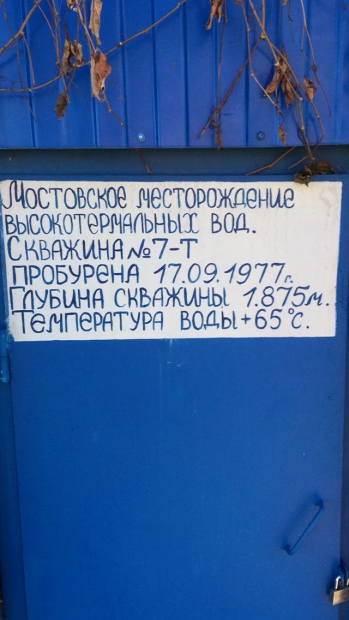 Мостовское месторождение
высокотермальных вод.
Скважина №7-Т
пробурена 17.09.1977г.
Глубина скважины 1.875м.
Температура воды +65°с.